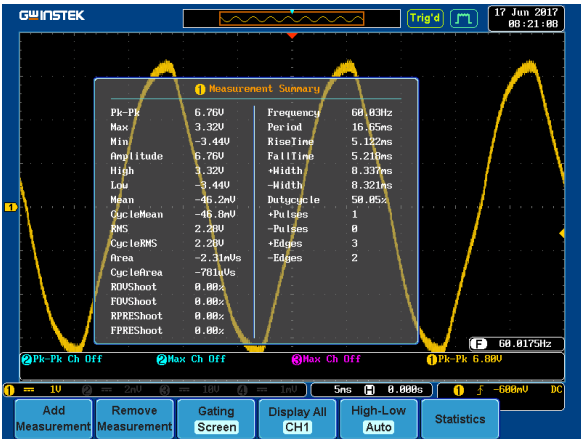 GWINSTEK
Trig'd
17 Jun 2017
08:21:08
1 Measurement Summary
Pk-Pk 6.76V Frequency 60.03Hz
Max 3.32V Period 16.65ms
Min -3.44V RiseTime 5.122ms
Amplitude 6.76V FallTime 5.218ms
High 3.32V +Width 8.337ms
Low -3.44V -Width 8.321ms
Mean -46.2mV Dutycycle 50.05%
CycleMean -46.8mV +Pulses 1
RMS 2.28V -Pulses 0
CycleRMS 2.28V +Edges 3
Area -2.31mVs -Edges 2
CycleArea -781uVs
ROVShoot 0.00%
FOVShoot 0.00%
RPREShoot 0.00%
FPREShoot 0.00%
1
F 60.0175Hz
2 Pk-Pk Ch Off 2 Max Ch Off 3 Max Ch Off 1 Pk-Pk 6.80V
1 1V 2 2mV 3 10V 4 1mV 5ms H 0.000s 1 -600mV DC
Add Measurement Remove Measurement Gating Screen Display All CH1 High-Low Auto Statistics